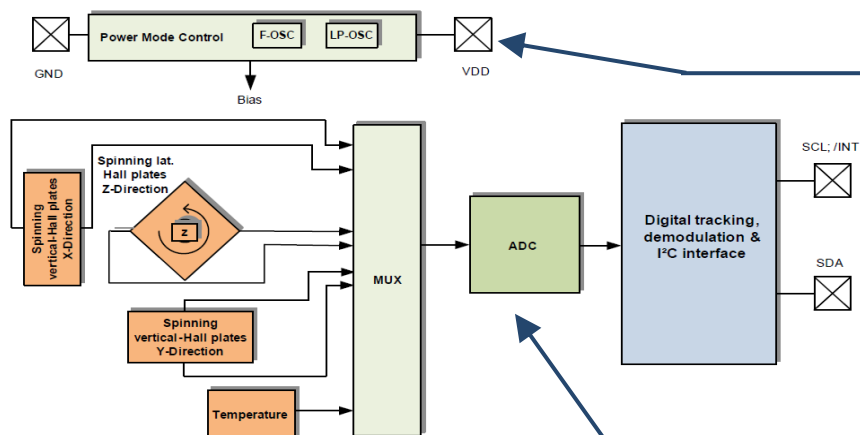 Power Mode Control
F-OSC
LP-OSC
GND
VDD
Bias
Spinning lat.
Hall plates
Z-Direction
SCL; /INT
Spinning
vertical-Hall plates
X-Direction
z
Digital tracking,
demodulation &
I²C interface
ADC
MUX
SDA
Spinning
vertical-Hall plates
Y-Direction
Temperature